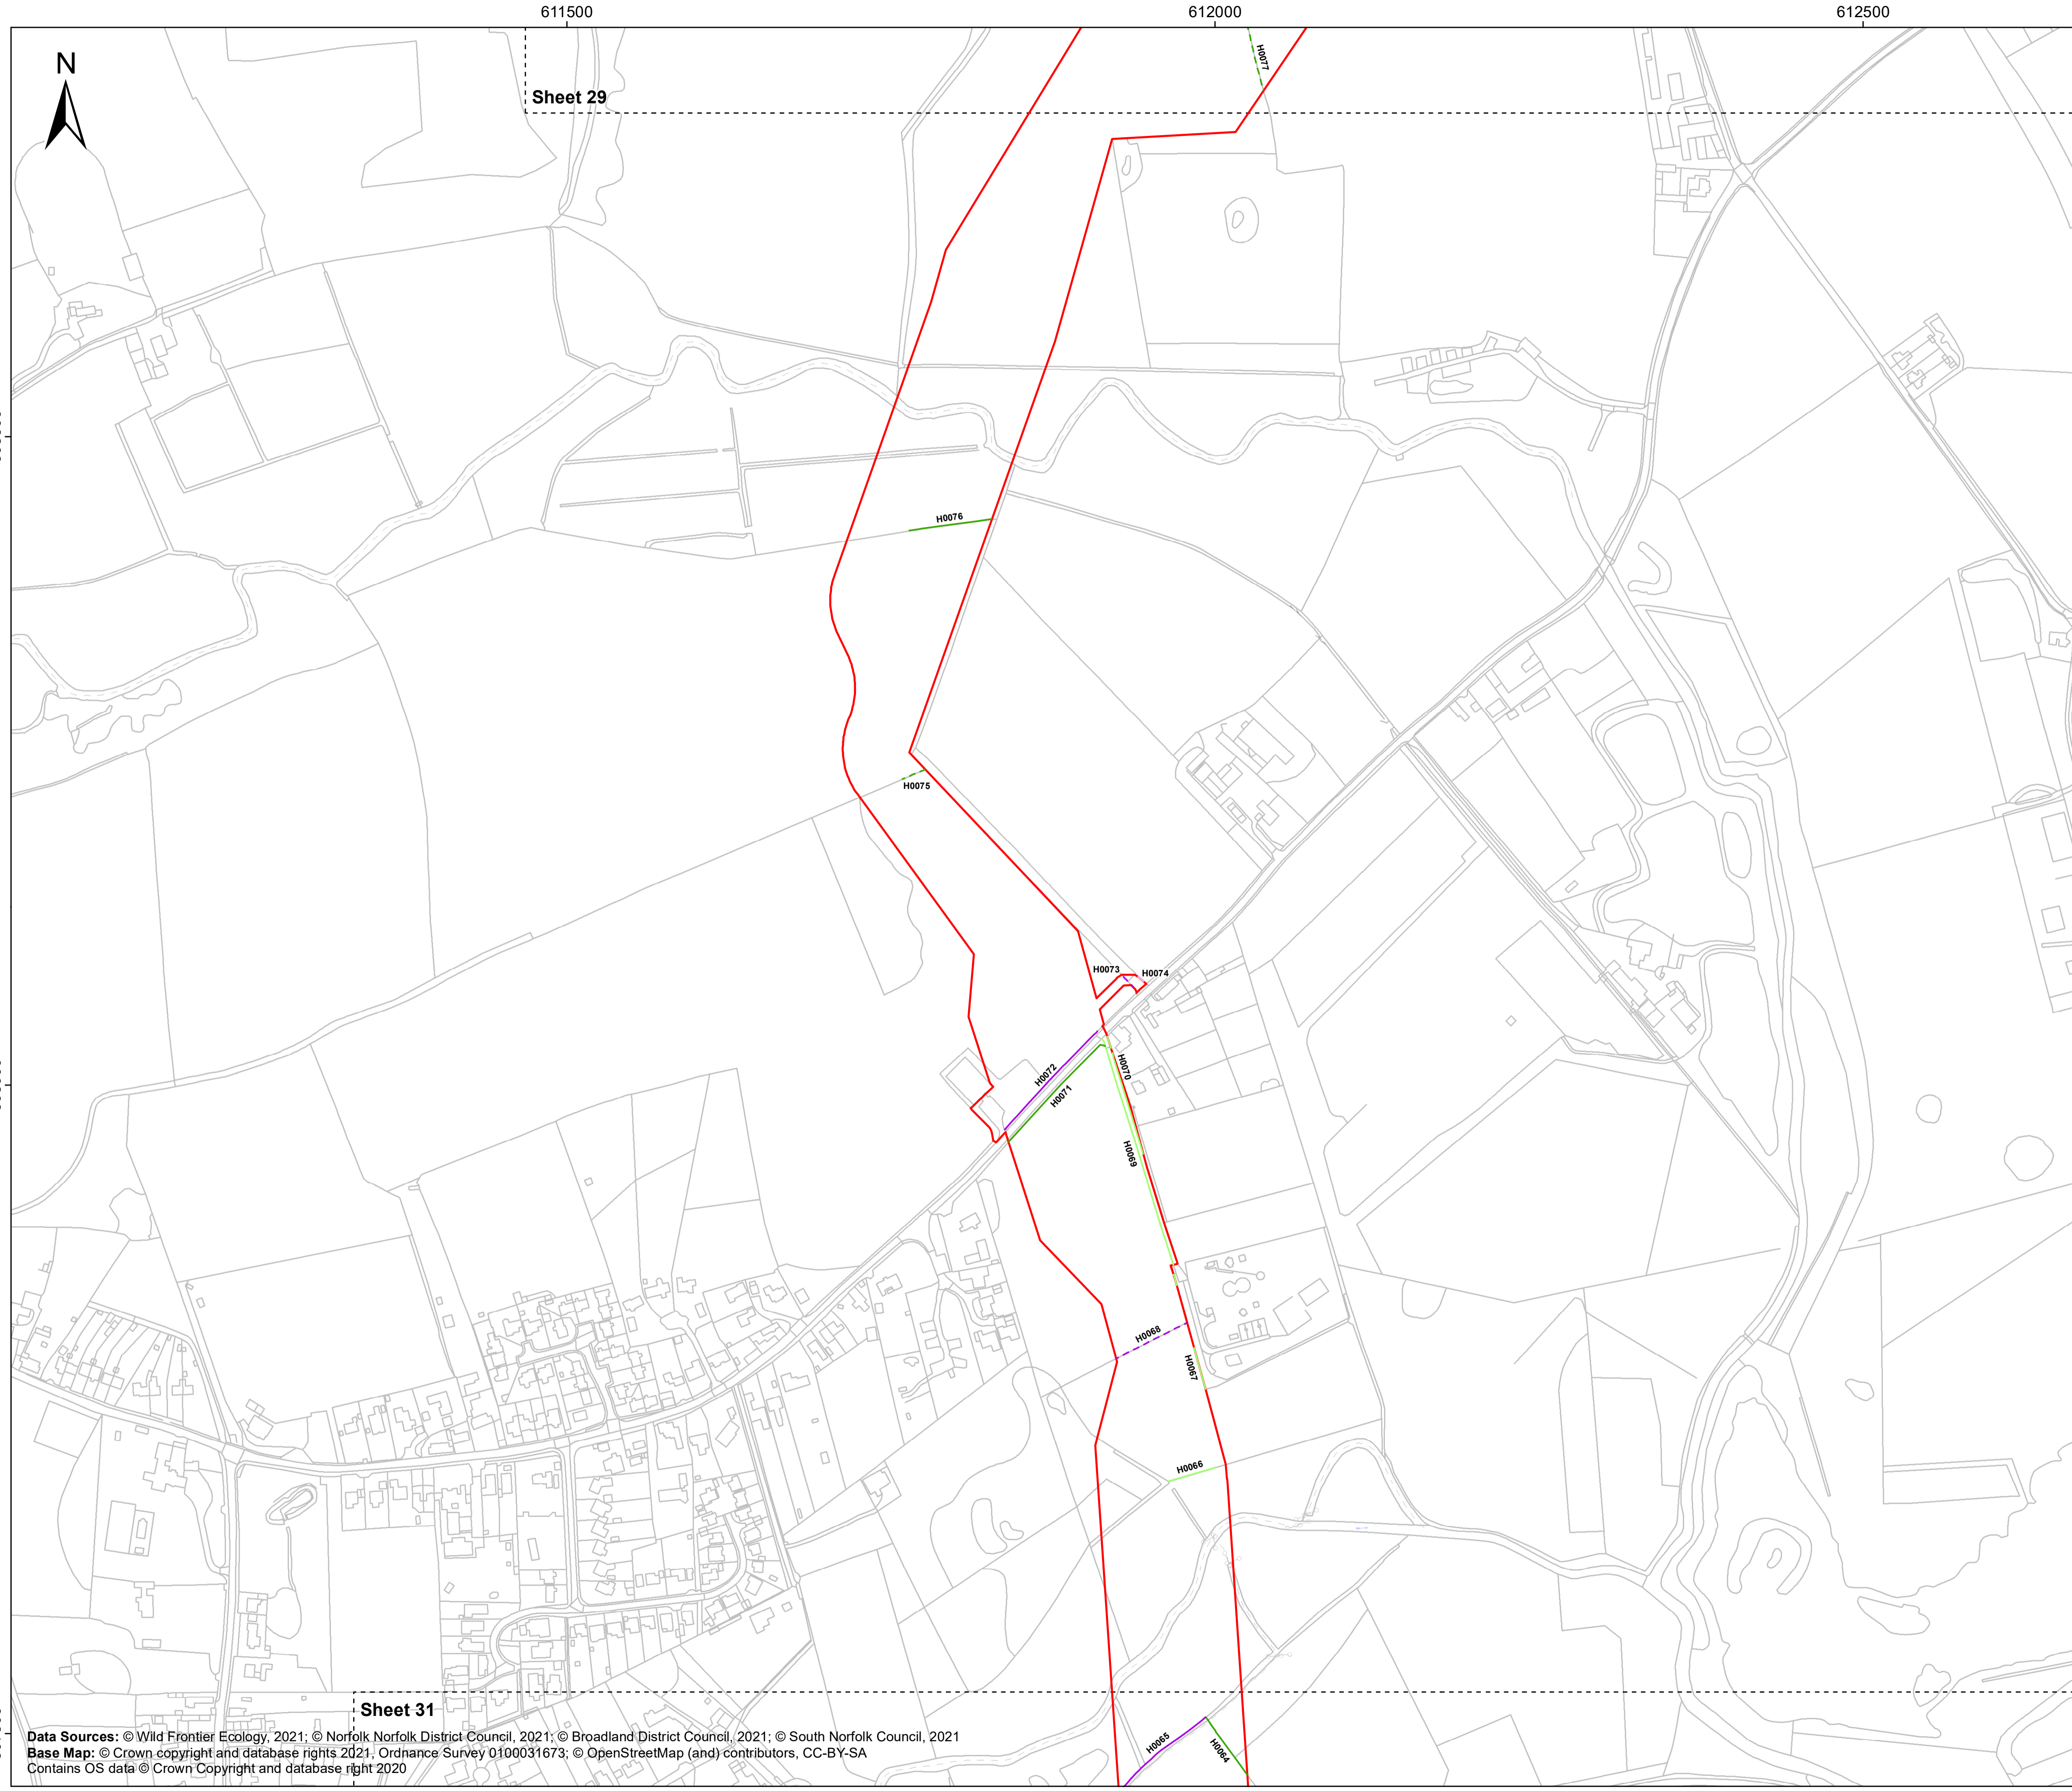 611500
612000
612500
N
H0077
Sheet 29
H0076
H0075
H0073
H0074
H0070
H0072
H0071
H0069
H0068
H0067
H0066
Sheet 31
H0065
H0064
Data Sources: © Wild Frontier Ecology, 2021; © Norfolk Norfolk District Council, 2021; © Broadland District Council, 2021; © South Norfolk Council, 2021
Base Map: © Crown copyright and database rights 2021, Ordnance Survey 0100031673; © OpenStreetMap (and) contributors, CC-BY-SA
Contains OS data © Crown Copyright and database right 2020